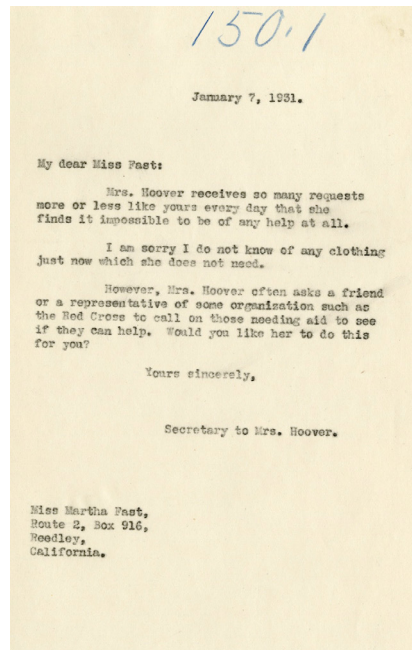 150.1
January 7, 1931.
My dear Miss Fast:
Mrs. Hoover receives so many requests
more or less like yours every day that she
finds it impossible to be of any help at all.
I am sorry I do not know of any clothing
just now which she does not need.
However, Mrs. Hoover often asks a friend
or a representative of some organization such as
the Red Cross to call on those needing aid to see
if they can help. Would you like her to do this
for you?
Yours sincerely,
Secretary to Mrs. Hoover.
Miss Martha Fast,
Route 2, Box 916,
Reedley,
California.